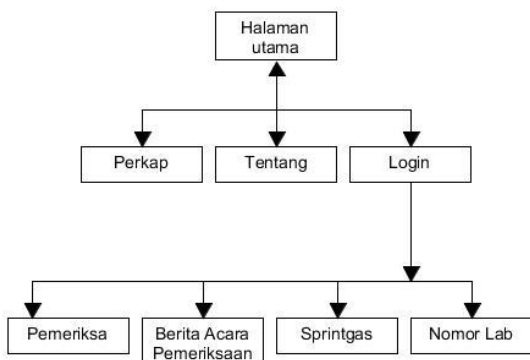 Halaman
utama
Perkap
Tentang
Login
Pemeriksa
Berita Acara
Pemeriksaan
Sprintgas
Nomor Lab